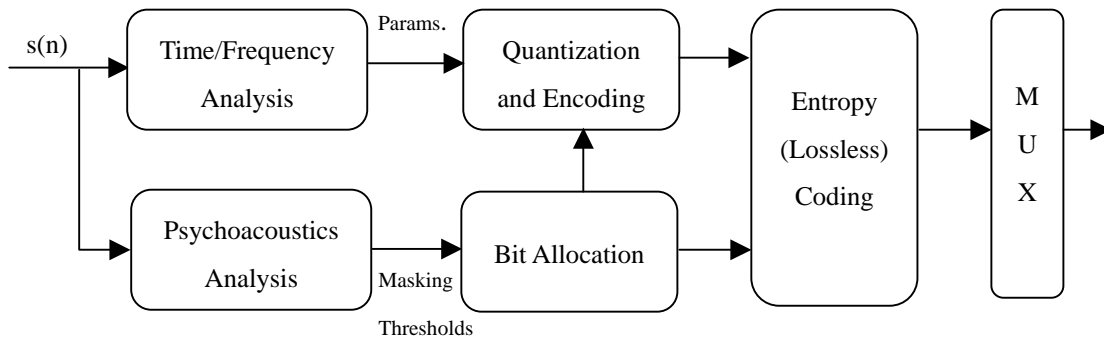 s(n)
Time/Frequency
Analysis
Params.
Quantization
and Encoding
Entropy
(Lossless)
Coding
M
U
X
Psychoacoustics
Analysis
Masking
Thresholds
Bit Allocation